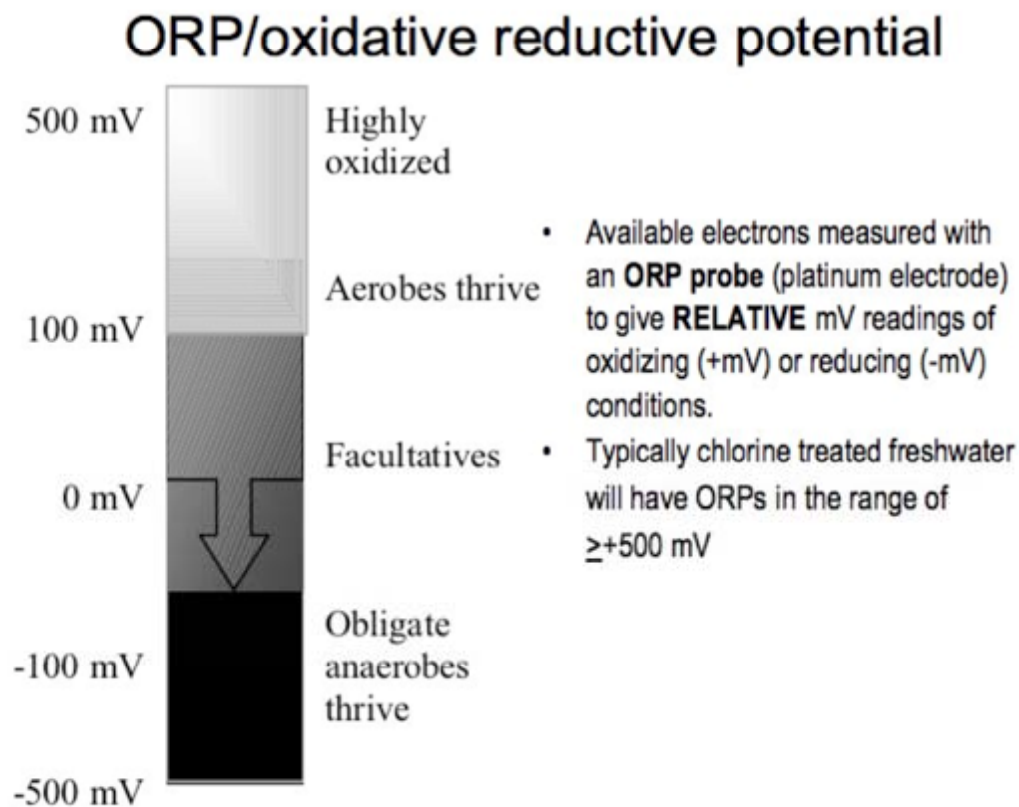 ORP/oxidative reductive potential
500 mV
Highly
oxidized
Aerobes thrive
100 mV
Facultatives
0 mV
Obligate
anaerobes
thrive
-100 mV
-500 mV
• Available electrons measured with
an ORP probe (platinum electrode)
to give RELATIVE mV readings of
oxidizing (+mV) or reducing (-mV)
conditions.
• Typically chlorine treated freshwater
will have ORPs in the range of
≥+500 mV